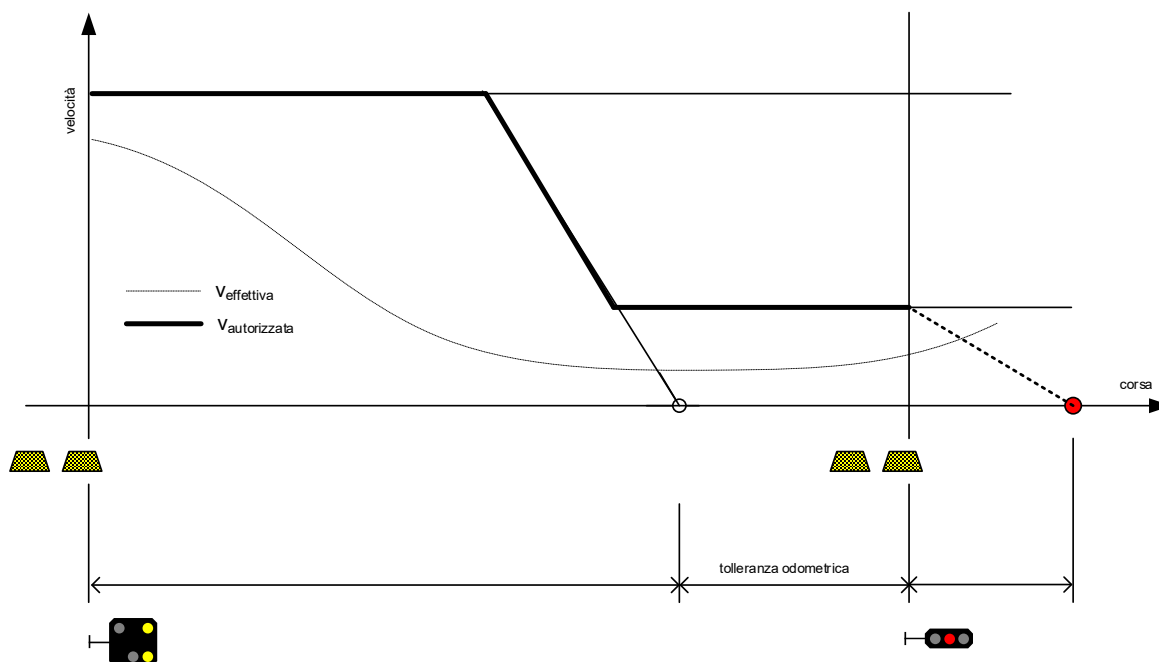 velocità
Veffettiva
Vautorizzata
corsa
tolleranza odometrica